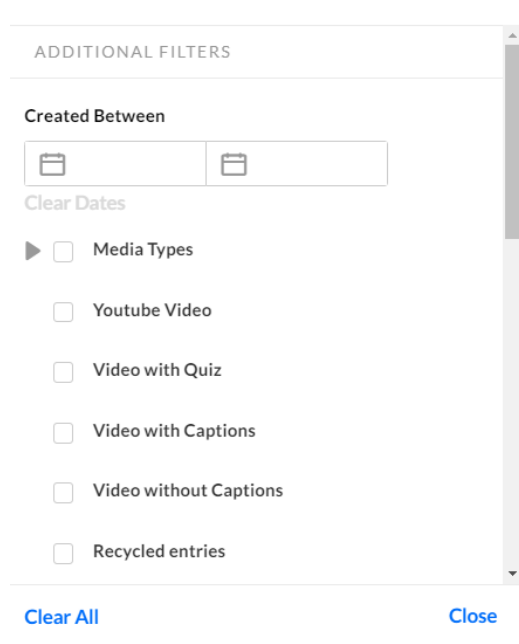 ADDITIONAL FILTERS
Created Between
Clear Dates
Media Types
Youtube Video
Video with Quiz
Video with Captions
Video without Captions
Recycled entries
Clear All Close